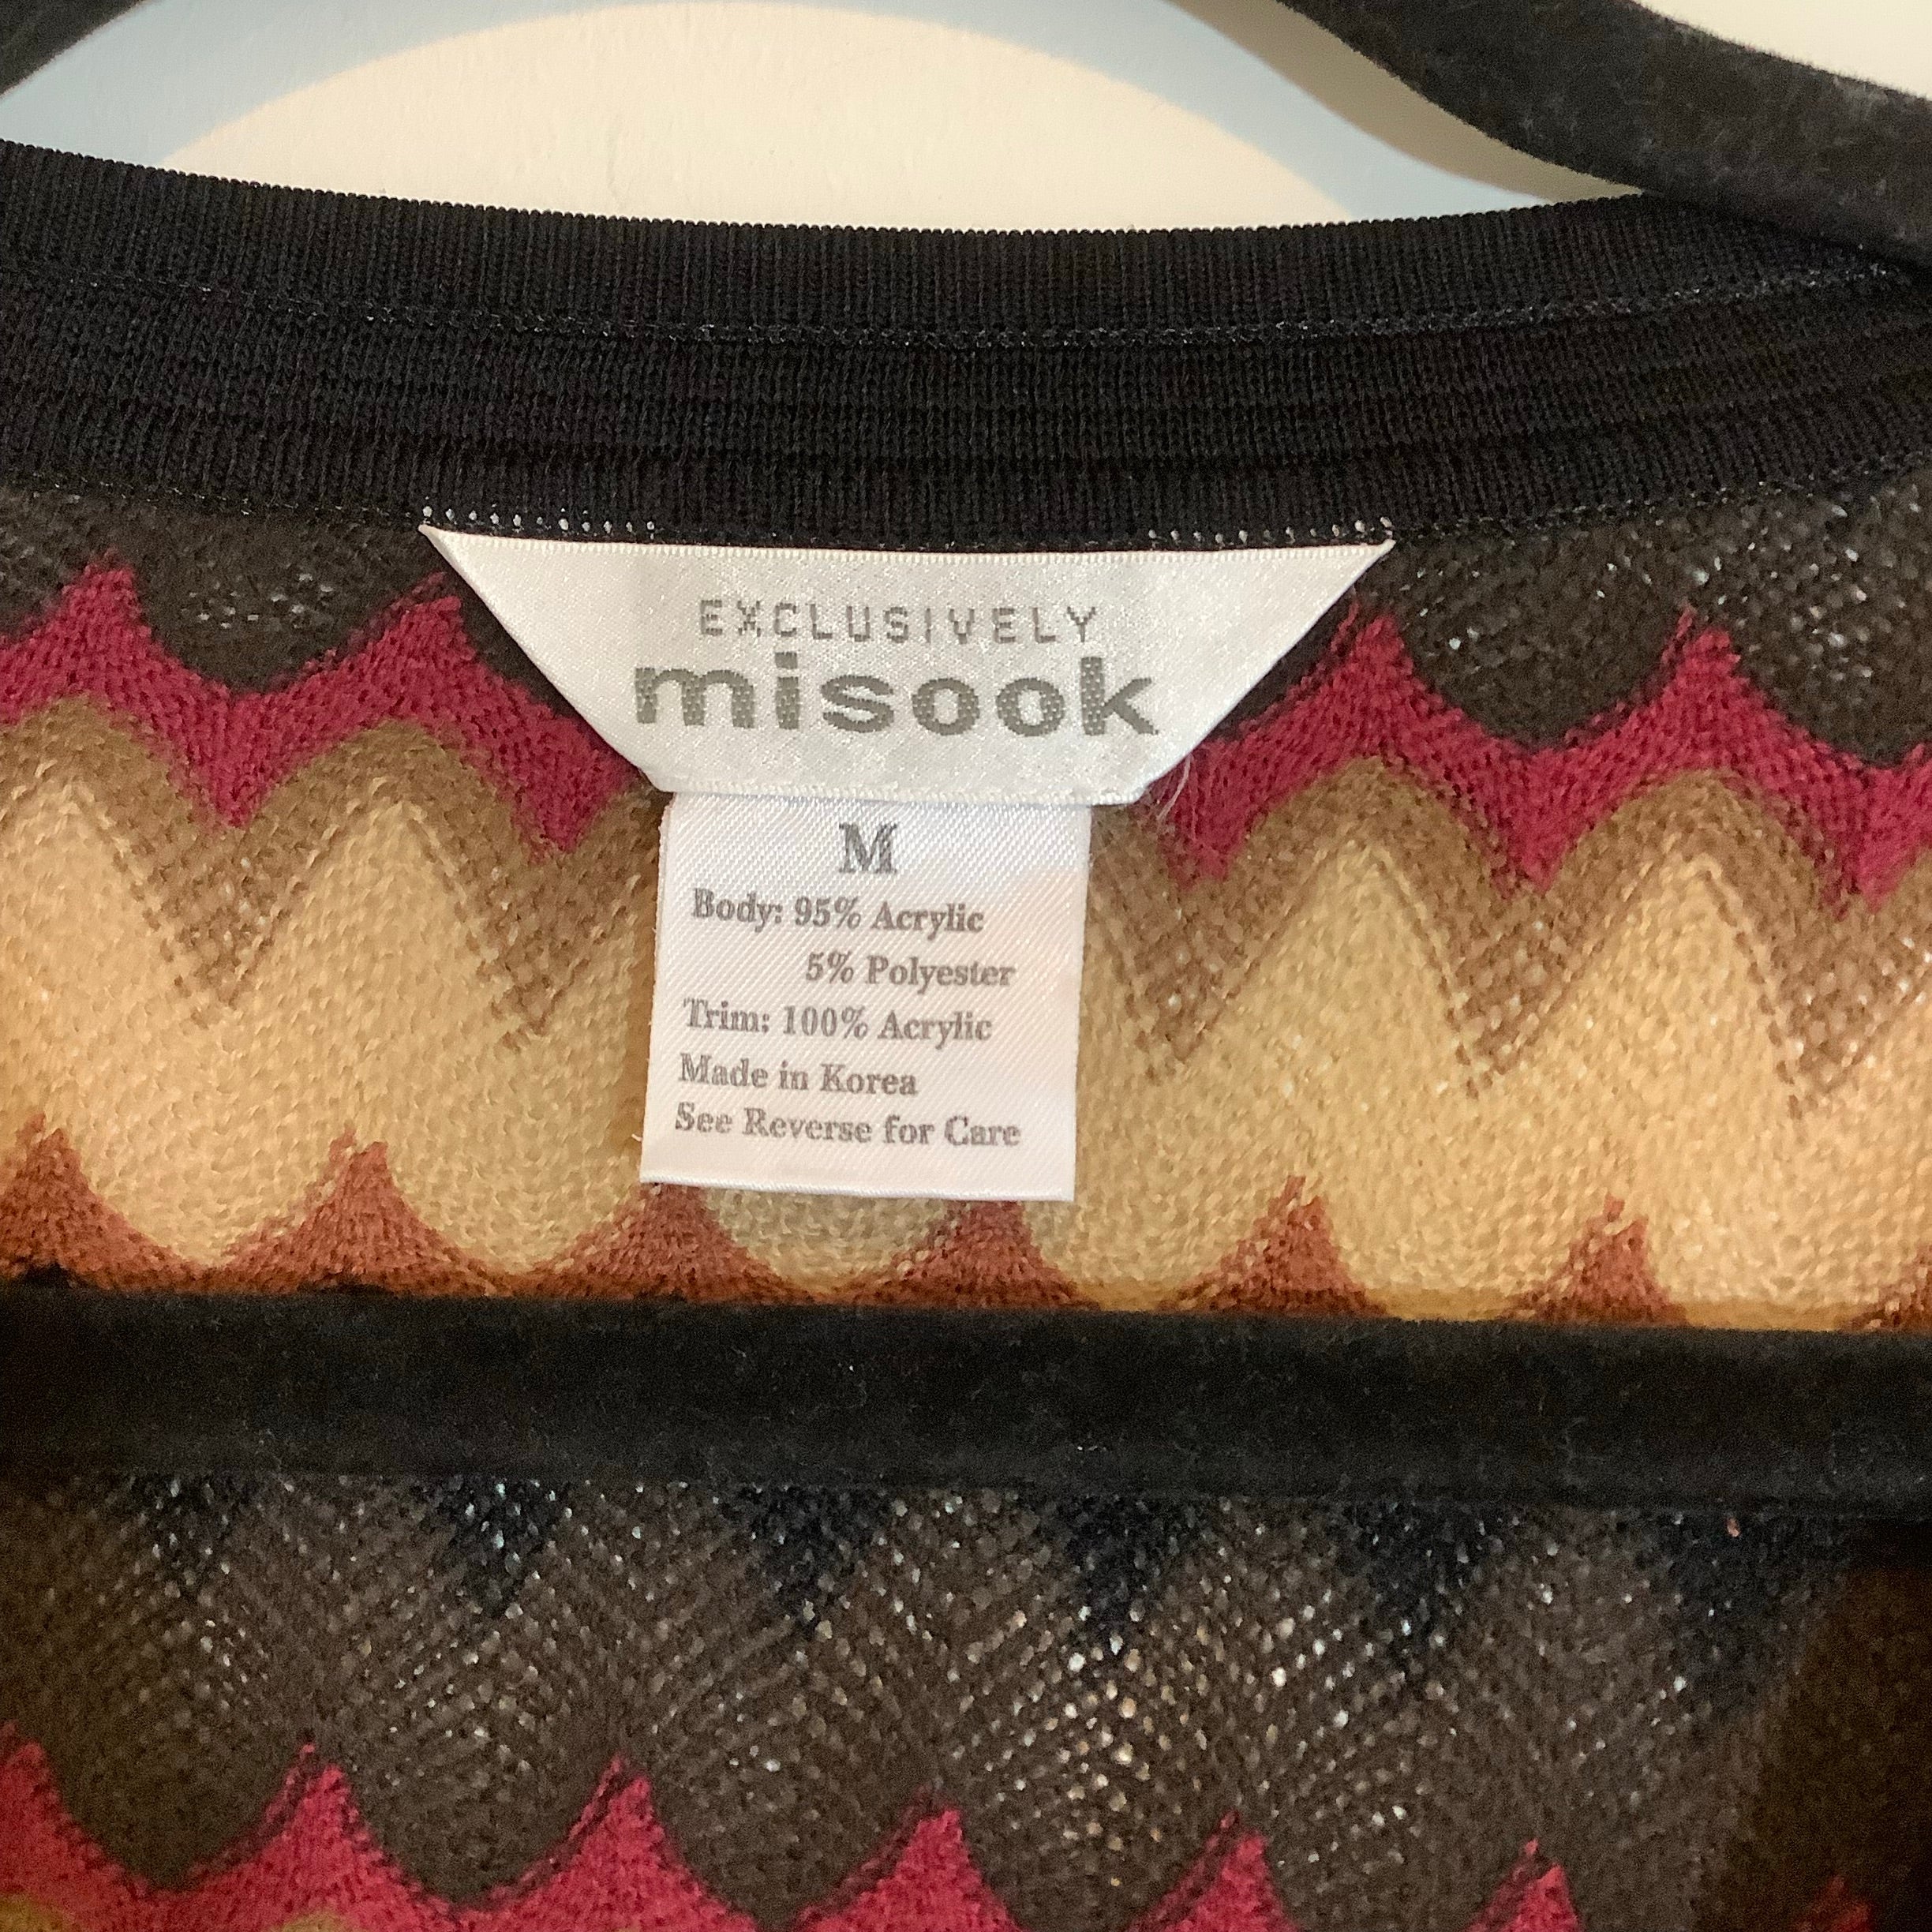 EXCLUSIVELY
misook
M
Body: 95% Acrylic
5% Polyester
Trim: 100% Acrylic
Made in Korea
See Reverse for Care